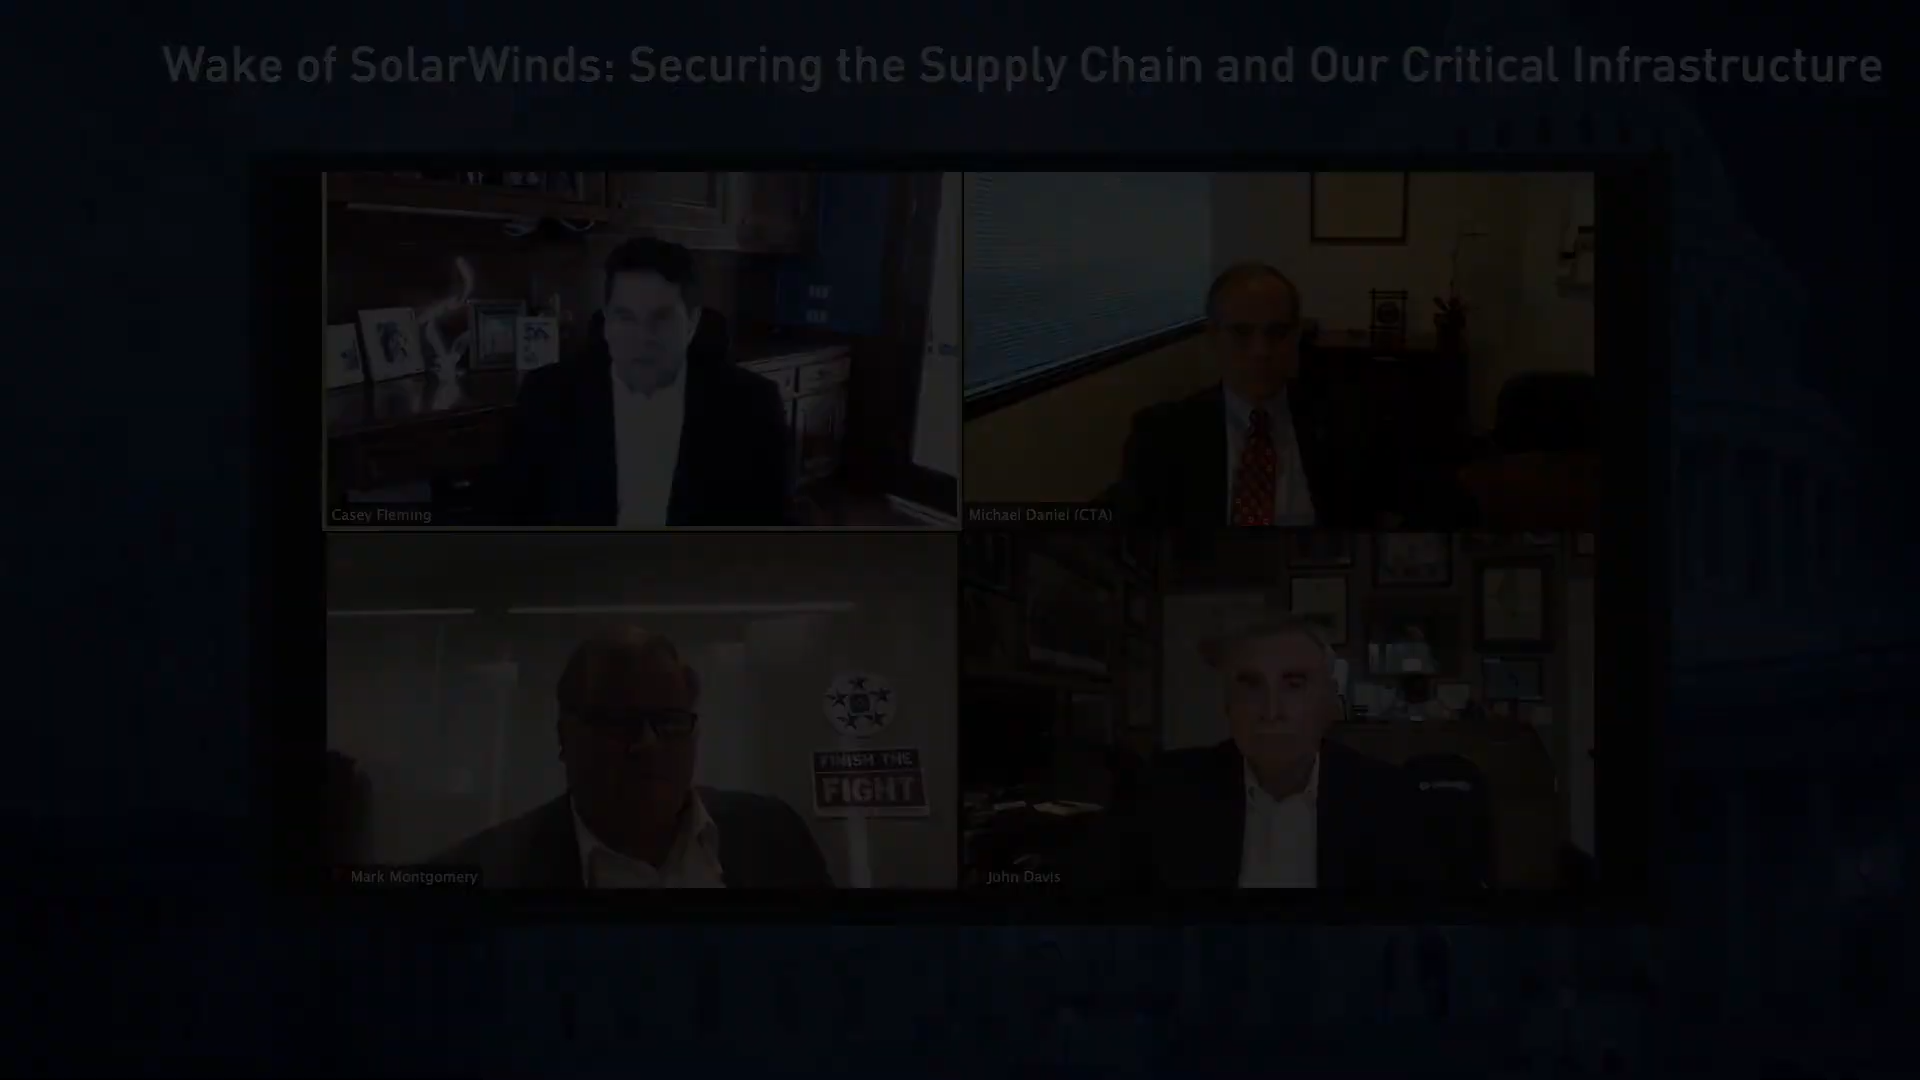 Wake of SolarWinds: Securing the Supply Chain and Our Critical Infrastructure
Casey Fleming
Michael Daniel (CTA)
FINISH THE
FIGHT
Mark Montgomery
John Davis